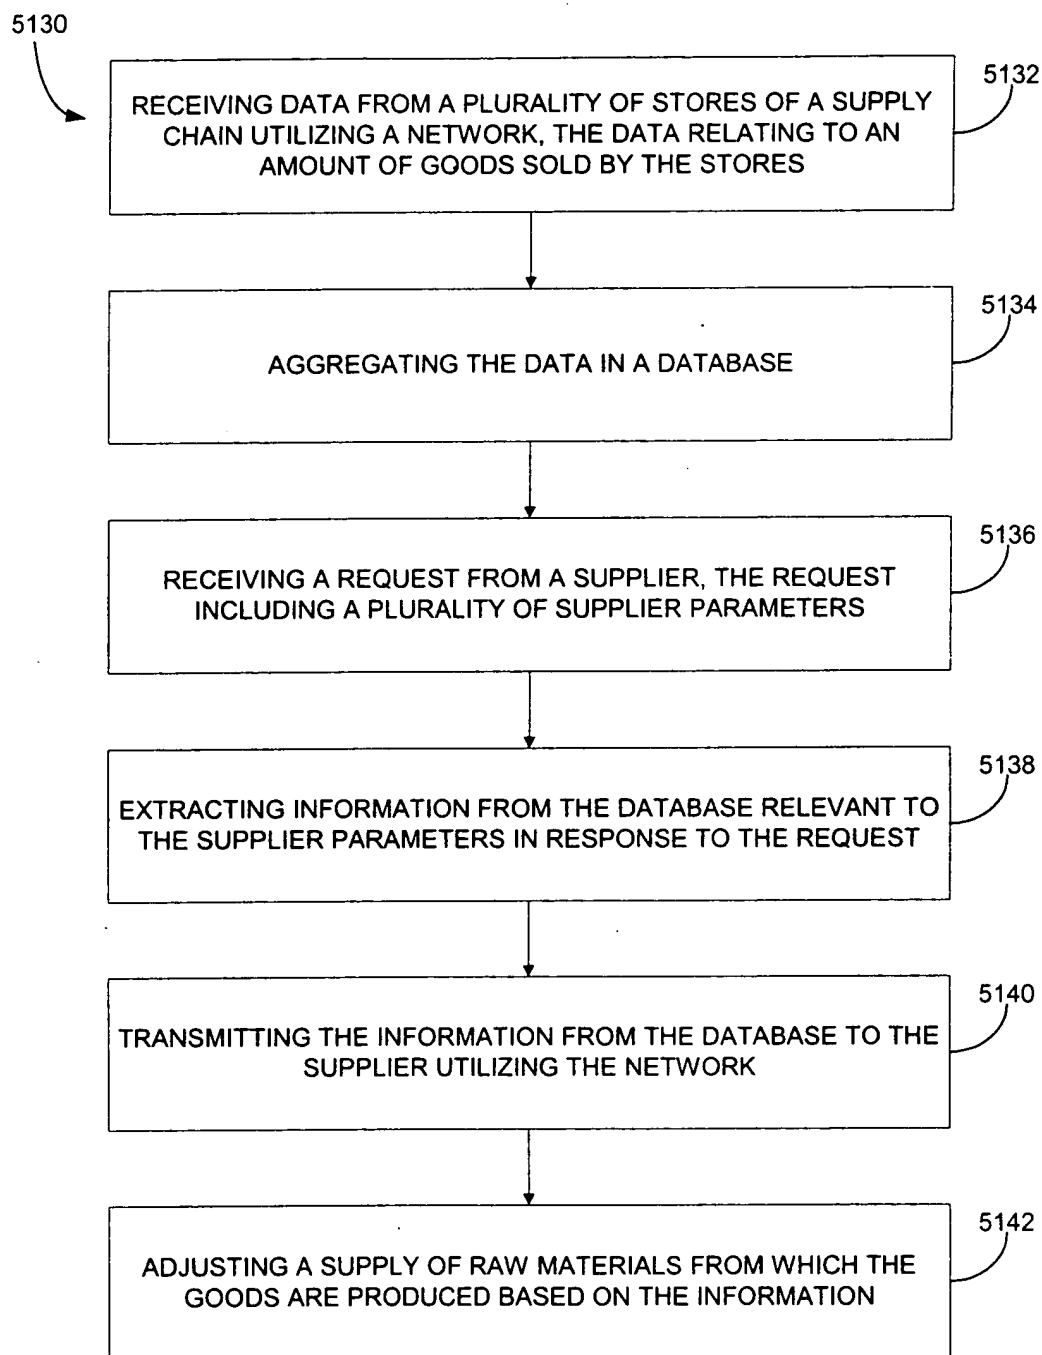 5130
5132
RECEIVING DATA FROM A PLURALITY OF STORES OF A SUPPLY
CHAIN UTILIZING A NETWORK, THE DATA RELATING TO AN
AMOUNT OF GOODS SOLD BY THE STORES
5134
AGGREGATING THE DATA IN A DATABASE
5136
RECEIVING A REQUEST FROM A SUPPLIER, THE REQUEST
INCLUDING A PLURALITY OF SUPPLIER PARAMETERS
5138
EXTRACTING INFORMATION FROM THE DATABASE RELEVANT TO
THE SUPPLIER PARAMETERS IN RESPONSE TO THE REQUEST
5140
TRANSMITTING THE INFORMATION FROM THE DATABASE TO THE
SUPPLIER UTILIZING THE NETWORK
5142
ADJUSTING A SUPPLY OF RAW MATERIALS FROM WHICH THE
GOODS ARE PRODUCED BASED ON THE INFORMATION